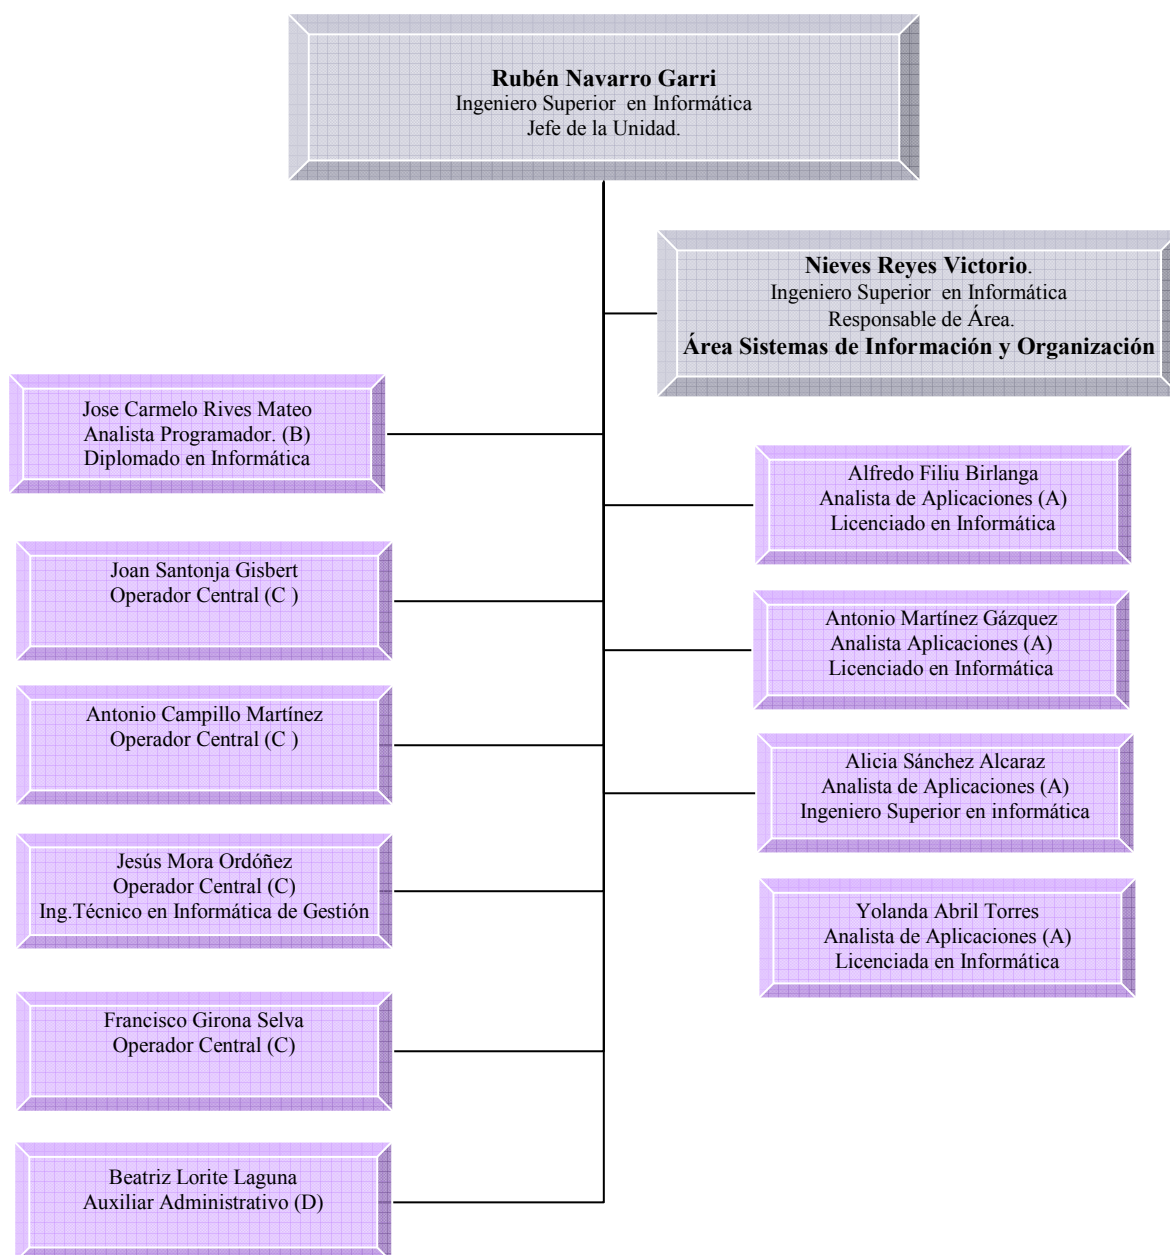 Rubén Navarro Garri
Ingeniero Superior  en Informática
Jefe de la Unidad.
Nieves Reyes Victorio.
Ingeniero Superior  en Informática
Responsable de Área.
Área Sistemas de Información y Organización
Jose Carmelo Rives Mateo
Analista Programador. (B)
Diplomado en Informática
Joan Santonja Gisbert
Operador Central (C )
Antonio Campillo Martínez
Operador Central (C )
Jesús Mora Ordóñez
Operador Central (C)
Ing.Técnico en Informática de Gestión
Francisco Girona Selva
Operador Central (C)
Beatriz Lorite Laguna
Auxiliar Administrativo (D)
Alfredo Filiu Birlanga
Analista de Aplicaciones (A)
Licenciado en Informática
Antonio Martínez Gázquez
Analista Aplicaciones (A)
Licenciado en Informática
Alicia Sánchez Alcaraz
Analista de Aplicaciones (A)
Ingeniero Superior en informática
Yolanda Abril Torres
Analista de Aplicaciones (A)
Licenciada en Informática